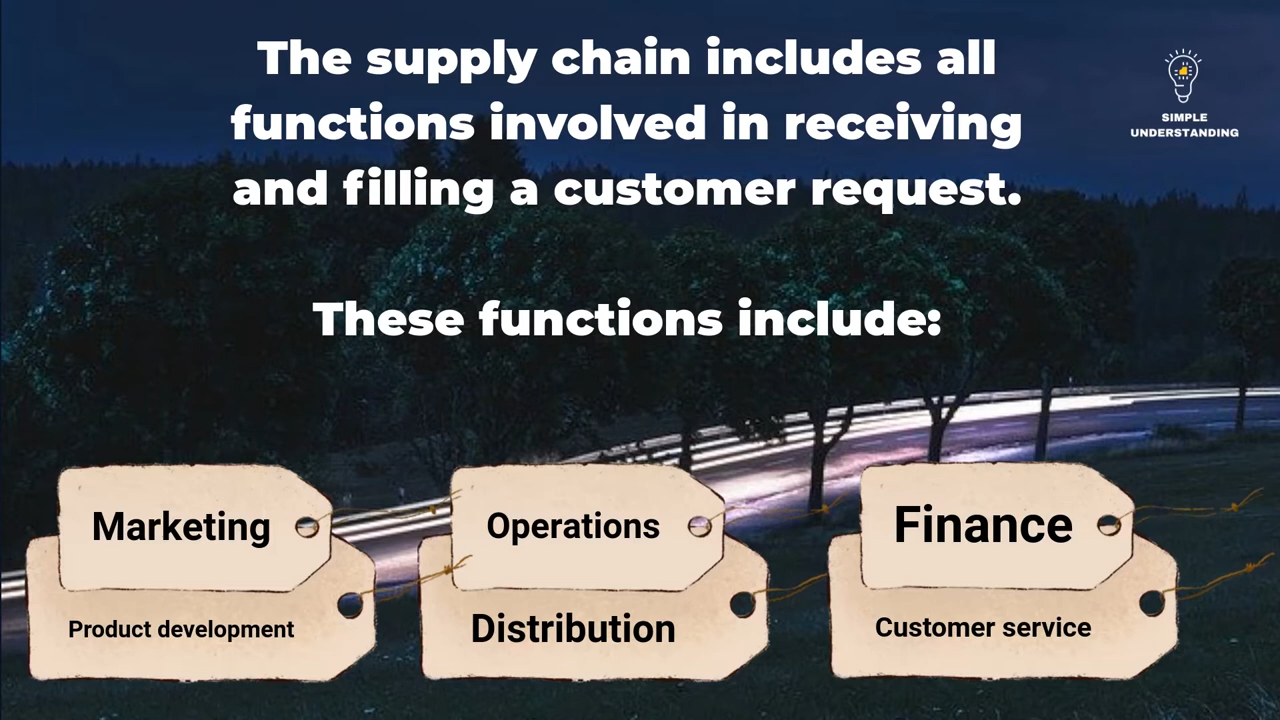 The supply chain includes all
functions involved in receiving
and filling a customer request.
SIMPLE
UNDERSTANDING
These functions include:
Marketing
Product development
Operations
Distribution
Finance
Customer service